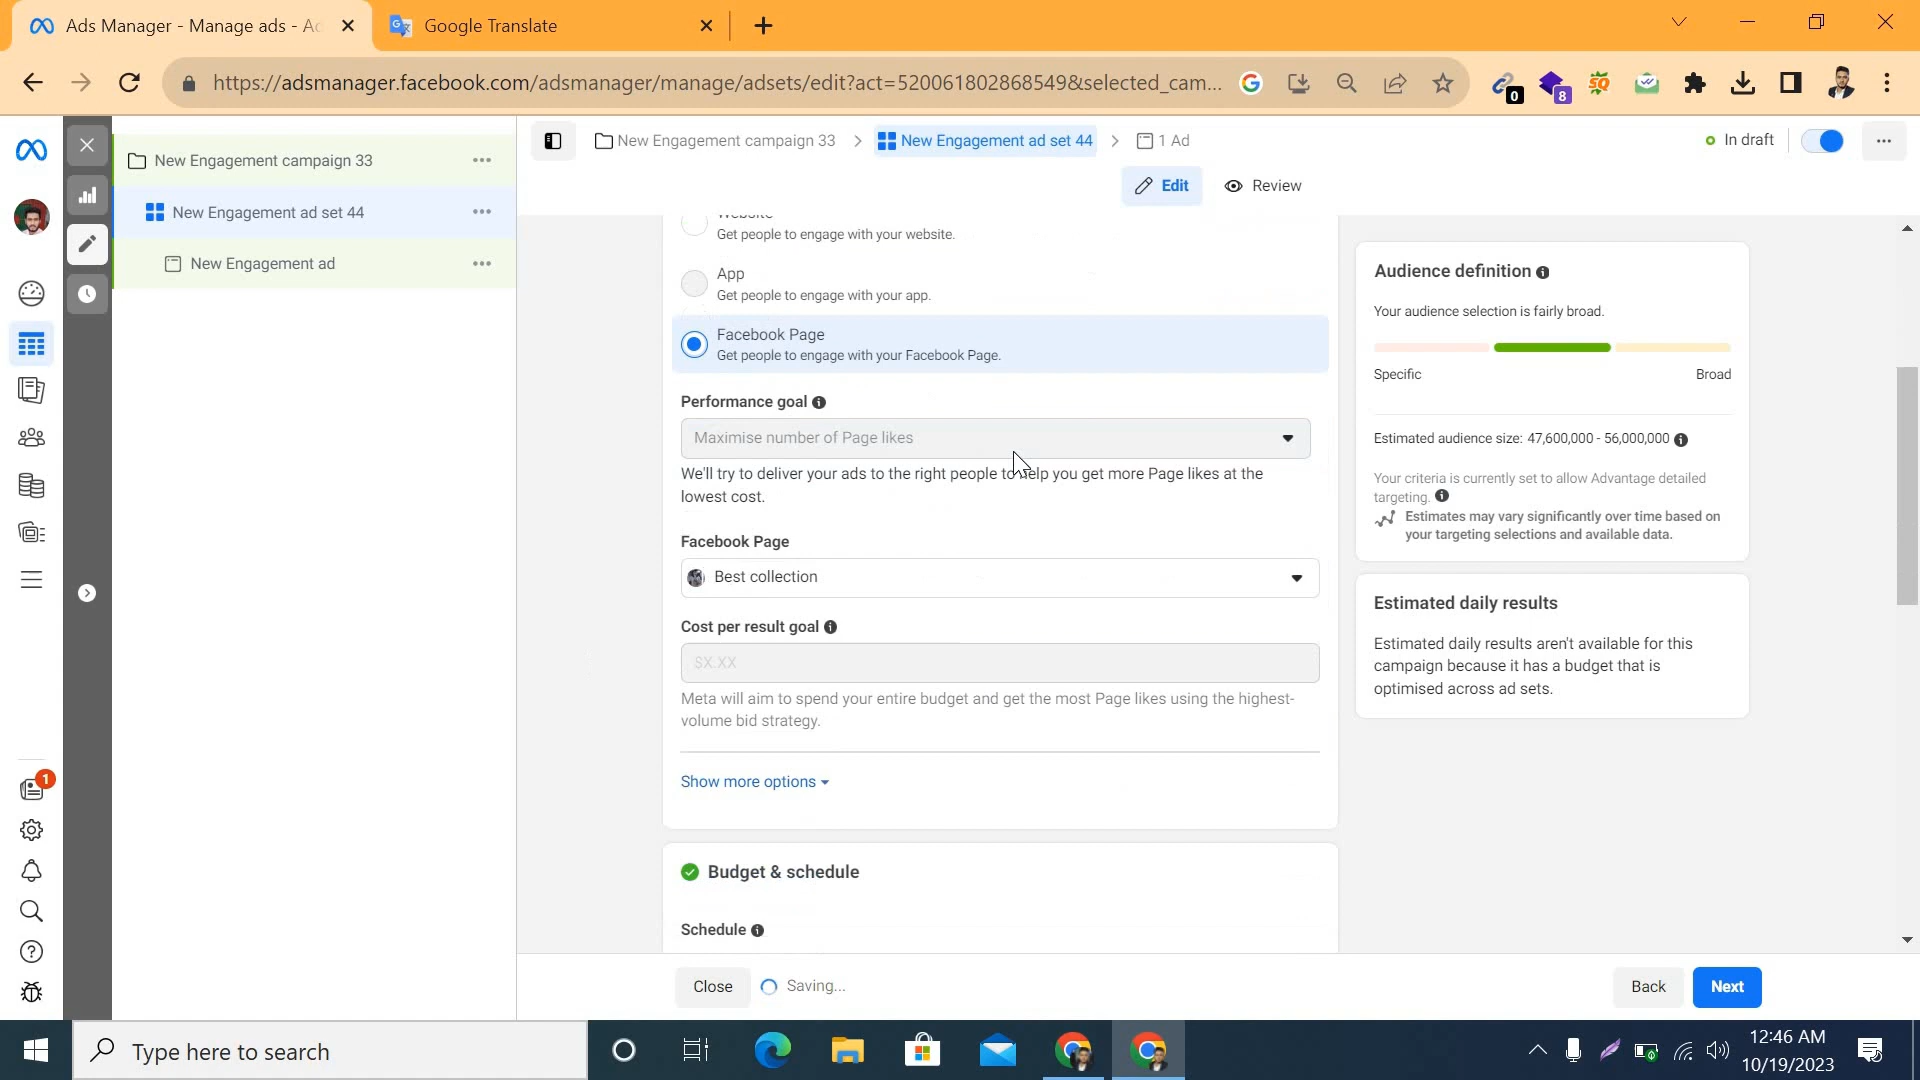 Ads Manager - Manage ads - Ac
Google Translate
https://adsmanager.facebook.com/adsmanager/manage/adsets/edit?act=520061802868549&selected_cam...
0
8
New Engagement campaign 33
New Engagement ad set 44
New Engagement ad
New Engagement campaign 33
New Engagement ad set 44
1 Ad
In draft
Edit
Review
Website
Get people to engage with your website.
App
Get people to engage with your app.
Facebook Page
Get people to engage with your Facebook Page.
Performance goal
Maximise number of Page likes
We'll try to deliver your ads to the right people to help you get more Page likes at the
lowest cost.
Facebook Page
Best collection
Cost per result goal
$X.XX
Meta will aim to spend your entire budget and get the most Page likes using the highest-
volume bid strategy.
Show more options
Budget & schedule
Schedule
Audience definition
Your audience selection is fairly broad.
Specific
Broad
Estimated audience size: 47,600,000 - 56,000,000
Your criteria is currently set to allow Advantage detailed
targeting.
Estimates may vary significantly over time based on
your targeting selections and available data.
Estimated daily results
Estimated daily results aren't available for this
campaign because it has a budget that is
optimised across ad sets.
1
Close
Saving...
Back
Next
Type here to search
12:46 AM
10/19/2023